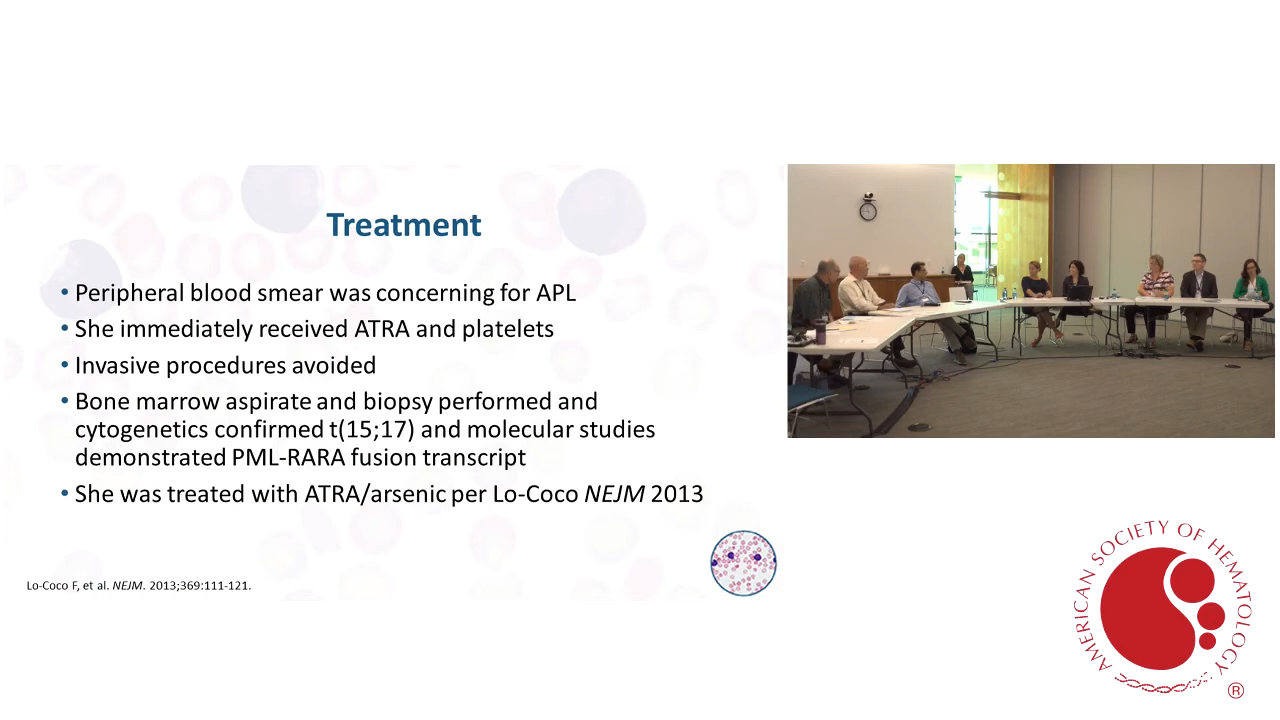 Treatment
• Peripheral blood smear was concerning for APL
• She immediately received ATRA and platelets
• Invasive procedures avoided
• Bone marrow aspirate and biopsy performed and
cytogenetics confirmed t(15;17) and molecular studies
demonstrated PML-RARA fusion transcript
• She was treated with ATRA/arsenic per Lo-Coco NEJM 2013
Lo-Coco F, et al. NEJM. 2013;369:111-121.
AMERICAN SOCIETY OF HEMATOLOGY
®